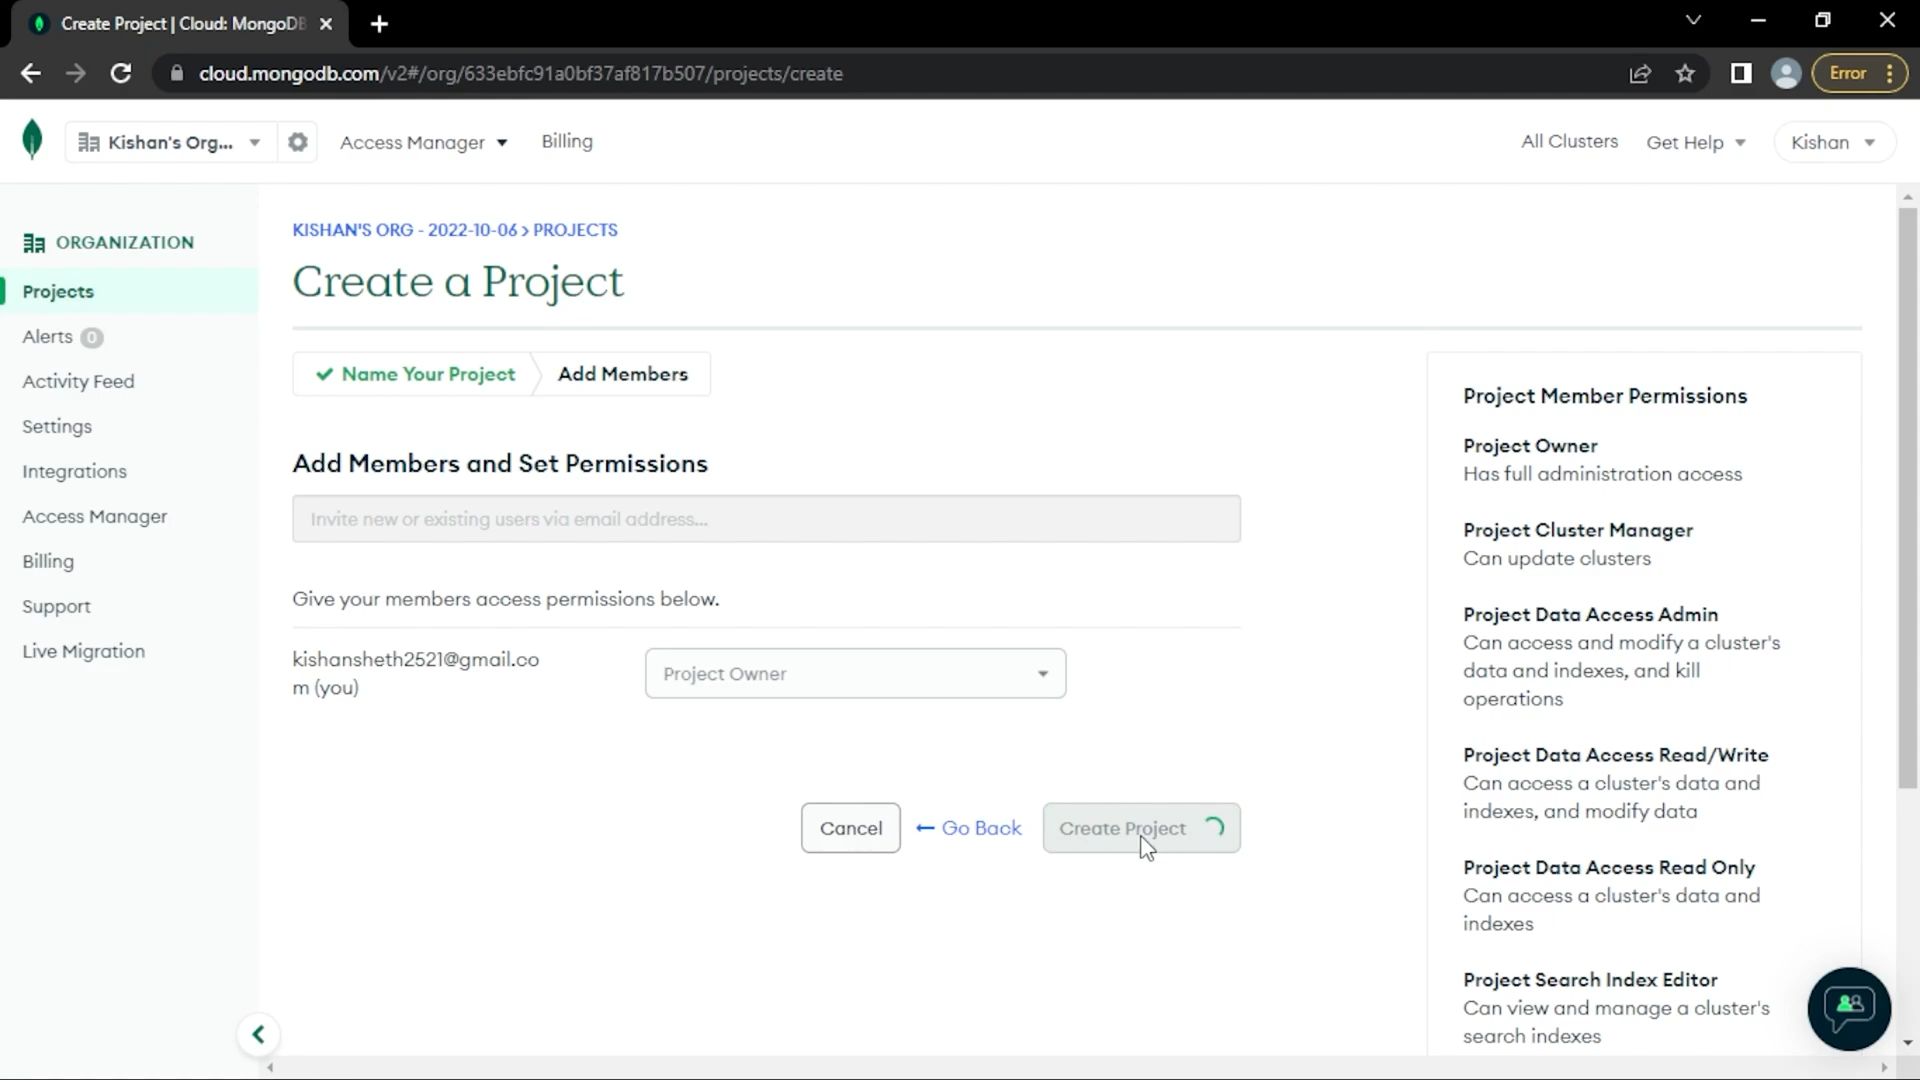 Create Project | Cloud: MongoDB
cloud.mongodb.com/v2#/org/633ebfc91a0bf37af817b507/projects/create
Error
Kishan's Org...
Access Manager
Billing
All Clusters
Get Help
Kishan
ORGANIZATION
Projects
Alerts 0
Activity Feed
Settings
Integrations
Access Manager
Billing
Support
Live Migration
KISHAN'S ORG - 2022-10-06 > PROJECTS
Create a Project
Name Your Project
Add Members
Add Members and Set Permissions
Invite new or existing users via email address...
Give your members access permissions below.
kishansheth2521@gmail.co
m (you)
Project Owner
Cancel
Go Back
Create Project
Project Member Permissions
Project Owner
Has full administration access
Project Cluster Manager
Can update clusters
Project Data Access Admin
Can access and modify a cluster's
data and indexes, and kill
operations
Project Data Access Read/Write
Can access a cluster's data and
indexes, and modify data
Project Data Access Read Only
Can access a cluster's data and
indexes
Project Search Index Editor
Can view and manage a cluster's
search indexes